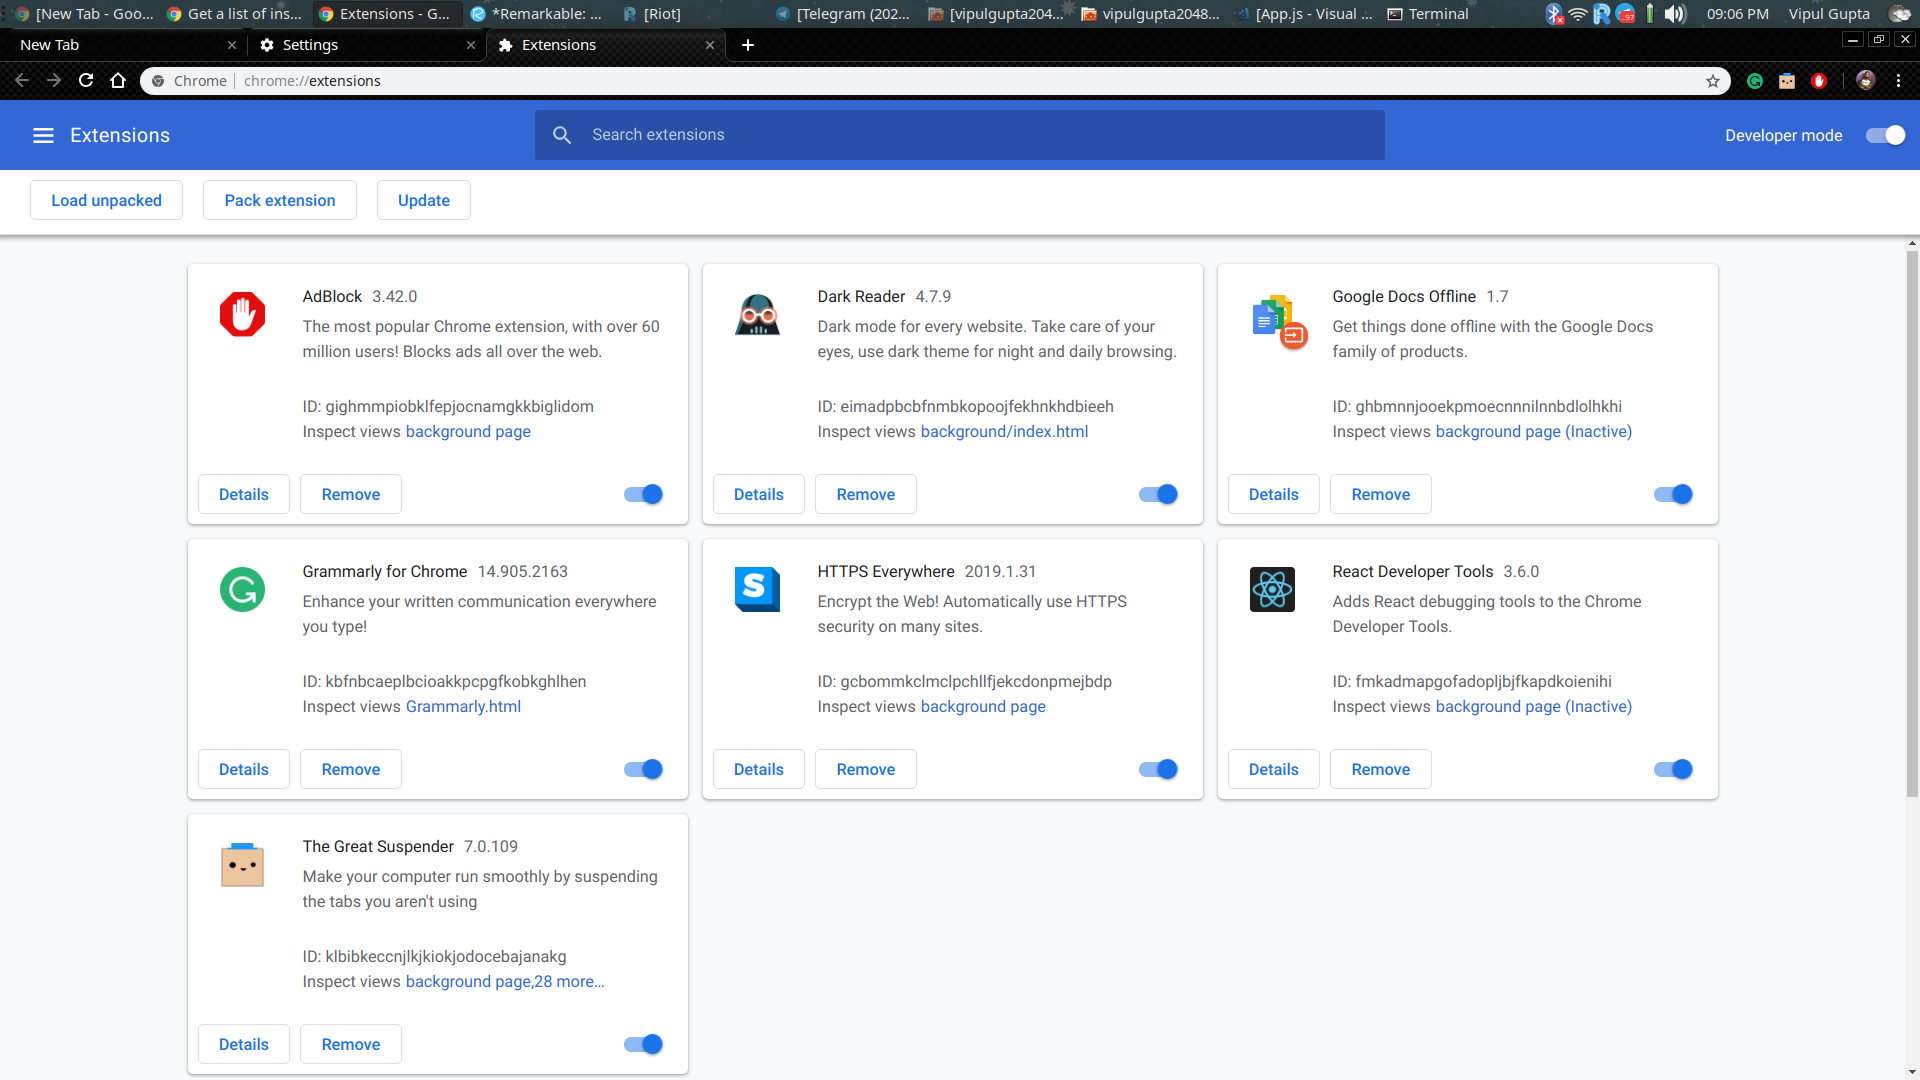 [New Tab - Goo...
Get a list of ins...
Extensions - G...
*Remarkable: ...
[Riot]
[Telegram (202...
[vipulgupta204...
vipulgupta2048...
[App.js - Visual ...
Terminal
97
09:06 PM
Vipul Gupta
New Tab
Settings
Extensions
Chrome | chrome://extensions
Extensions
Search extensions
Developer mode
Load unpacked
Pack extension
Update
AdBlock 3.42.0
The most popular Chrome extension, with over 60
million users! Blocks ads all over the web.
ID: gighmmpiobklfepjocnamgkkbiglidom
Inspect views background page
Details
Remove
Dark Reader 4.7.9
Dark mode for every website. Take care of your
eyes, use dark theme for night and daily browsing.
ID: eimadpbcbfnmbkopoojfekhnkhdbieeh
Inspect views background/index.html
Details
Remove
Google Docs Offline 1.7
Get things done offline with the Google Docs
family of products.
ID: ghbmnnjooekpmoecnnnilnnbdlolhkhi
Inspect views background page (Inactive)
Details
Remove
Grammarly for Chrome 14.905.2163
Enhance your written communication everywhere
you type!
ID: kbfnbcaeplbcioakkpcpgfkobkghlhen
Inspect views Grammarly.html
Details
Remove
HTTPS Everywhere 2019.1.31
Encrypt the Web! Automatically use HTTPS
security on many sites.
ID: gcbommkclmclpchllfjekcdonpmejbdp
Inspect views background page
Details
Remove
React Developer Tools 3.6.0
Adds React debugging tools to the Chrome
Developer Tools.
ID: fmkadmapgofadopljbjfkapdkoienihi
Inspect views background page (Inactive)
Details
Remove
The Great Suspender 7.0.109
Make your computer run smoothly by suspending
the tabs you aren't using
ID: klbibkeccnjlkjkiokjodocebajanakg
Inspect views background page,28 more...
Details
Remove